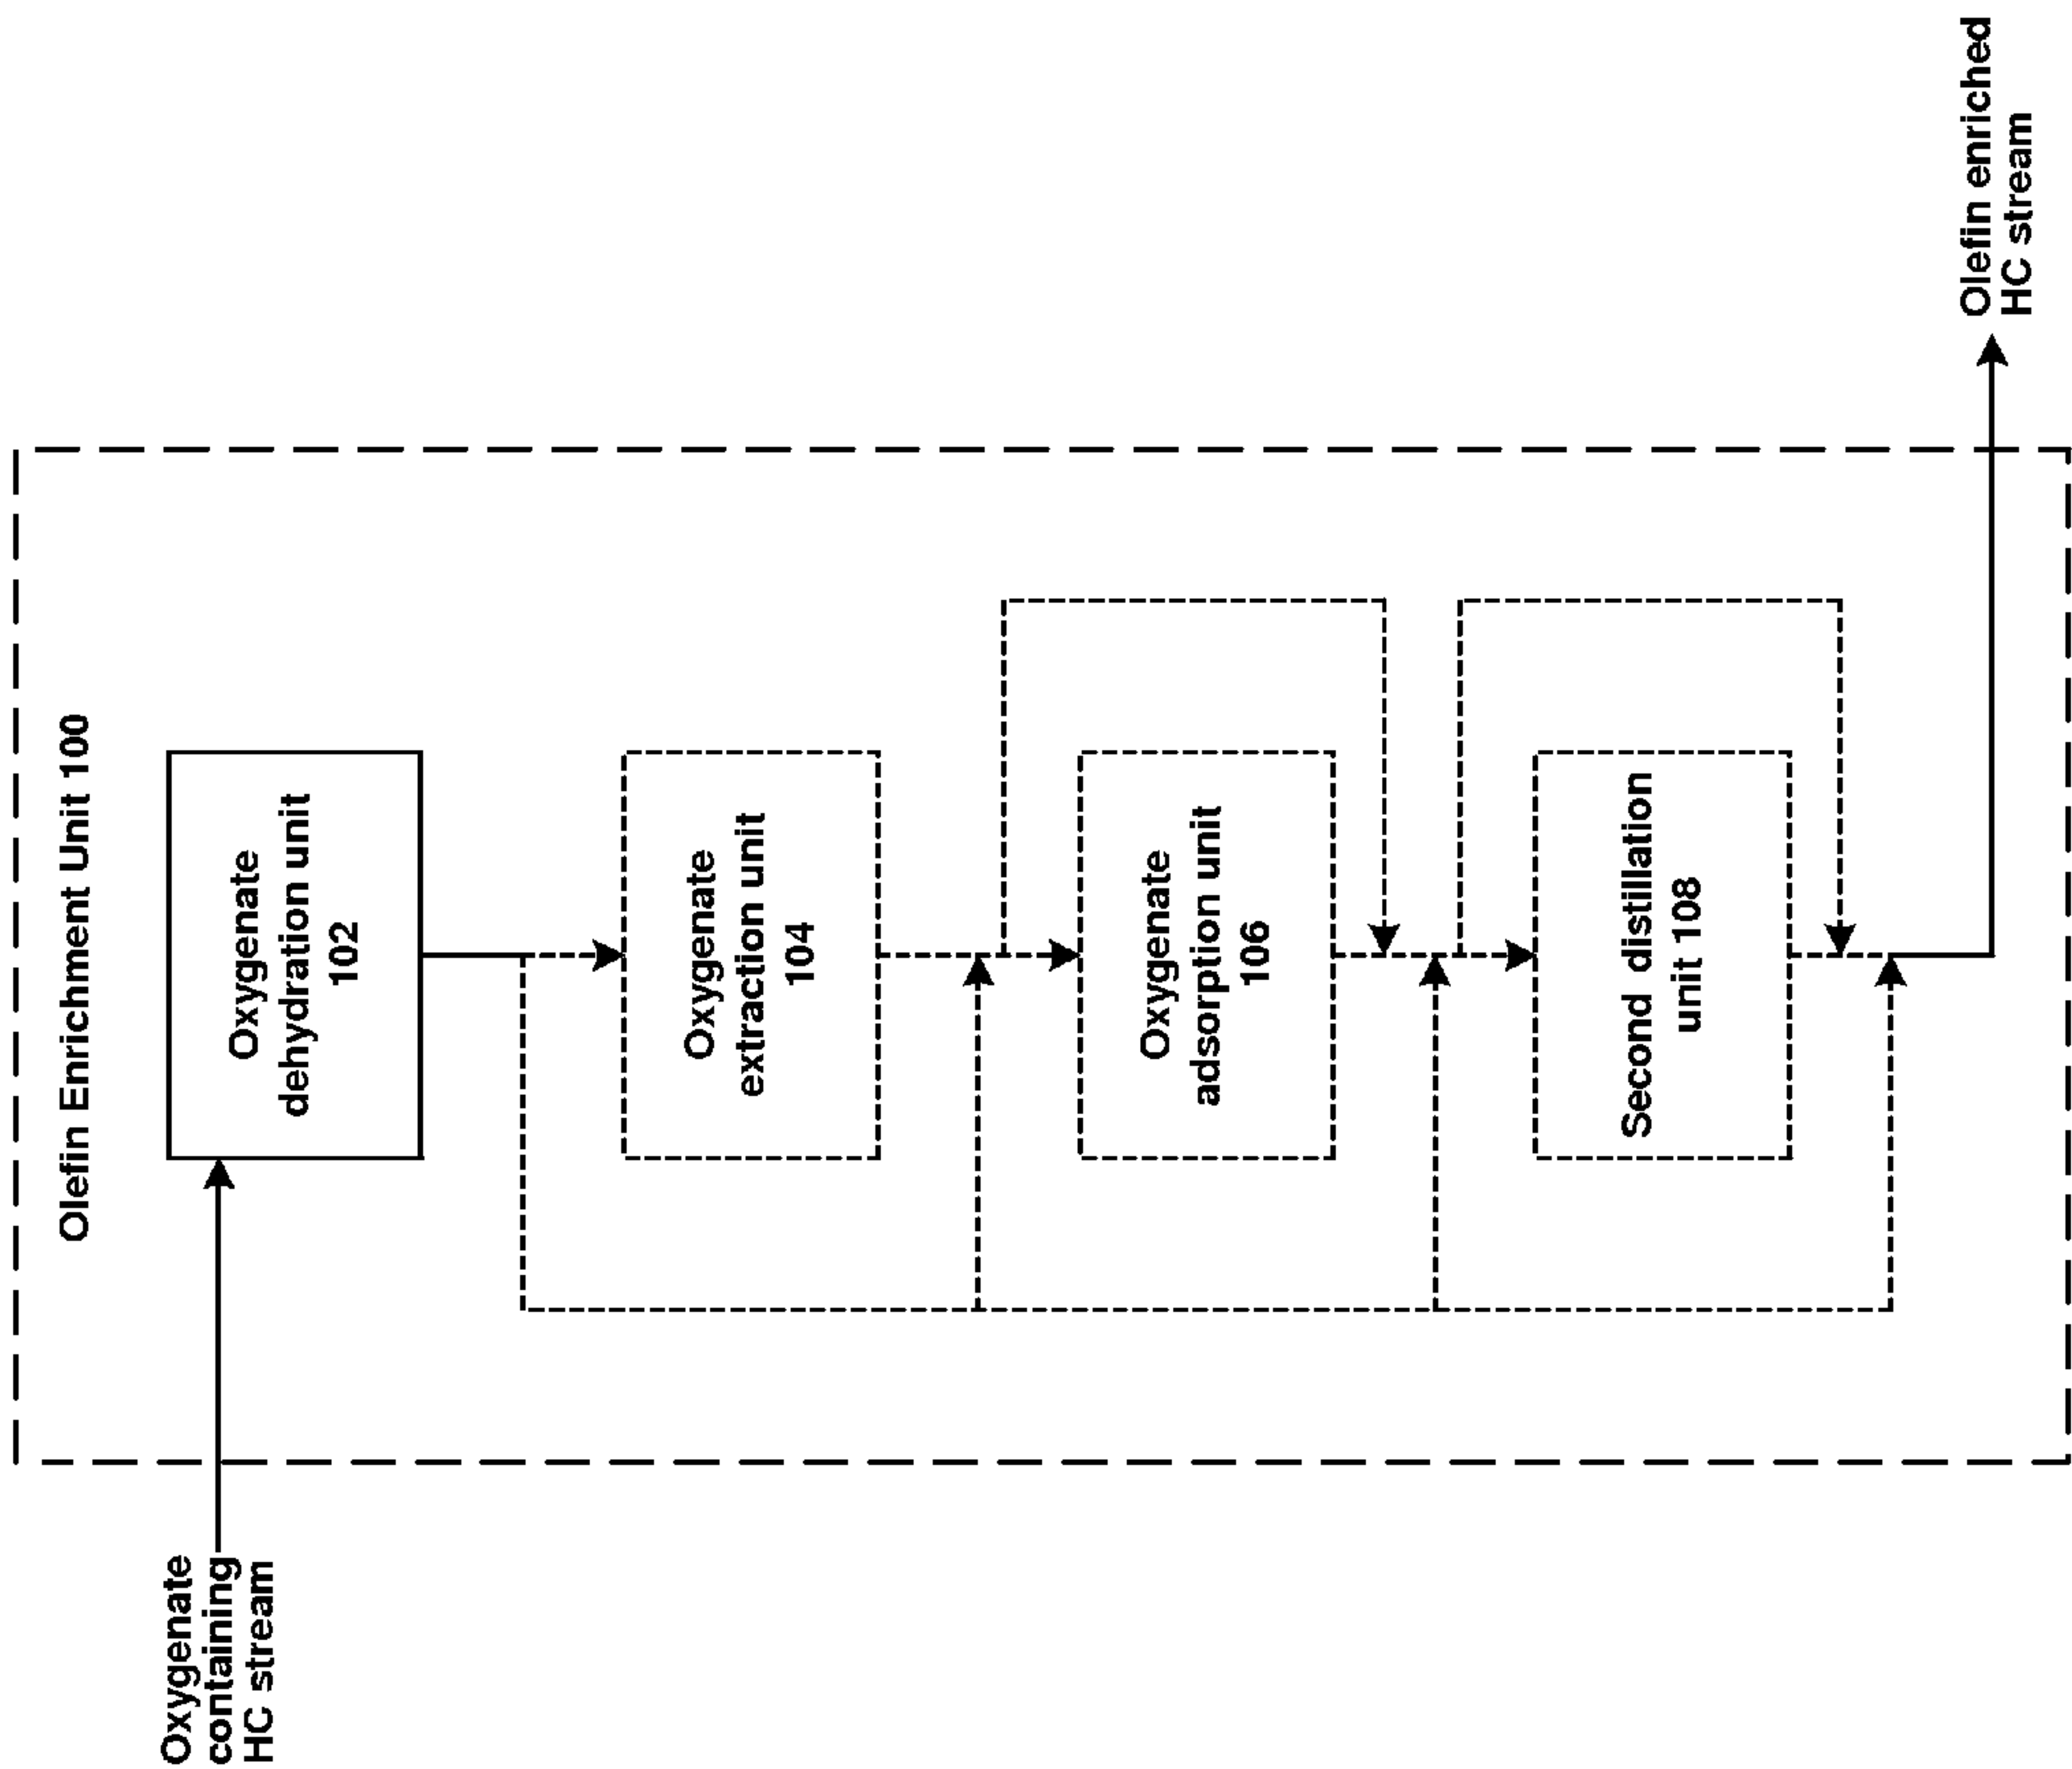 Olefin Enrichment Unit 100
Oxygenate
containing
HC stream
Oxygenate
dehydration unit
102
Oxygenate
extraction unit
104
Oxygenate
adsorption unit
106
Second distillation
unit 108
Olefin enriched
HC stream